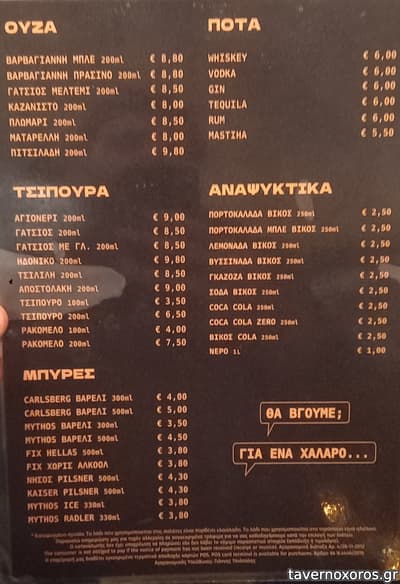 ΟΥΖΑ
ΒΑΡΒΑΓΙΑΝΝΗ ΜΠΛΕ 200ml € 8,80
ΒΑΡΒΑΓΙΑΝΝΗ ΠΡΑΣΙΝΟ 200ml € 8,80
ΓΑΤΣΙΟΣ ΜΕΛΤΕΜΙ 200ml € 8,50
ΚΑΖΑΝΙΣΤΟ 200ml € 8,00
ΠΛΩΜΑΡΙ 200ml € 8,50
ΜΑΤΑΡΕΛΛΗ 200ml € 8,00
ΠΙΤΣΙΛΑΔΗ 200ml € 9,80
ΠΟΤΑ
WHISKEY € 6,00
VODKA € 6,00
GIN € 6,00
TEQUILA € 6,00
RUM € 6,00
MASTIHA € 5,50
ΤΣΙΠΟΥΡΑ
ΑΓΙΟΝΕΡΙ 200ml € 9,00
ΓΑΤΣΙΟΣ 200ml € 8,50
ΓΑΤΣΙΟΣ ΜΕ ΓΛ. 200ml € 8,50
ΗΔΟΝΙΚΟ 200ml € 9,80
ΤΣΙΛΙΛΗ 200ml € 8,50
ΑΠΟΣΤΟΛΑΚΗ 200ml € 9,00
ΤΣΙΠΟΥΡΟ 100ml € 3,50
ΤΣΙΠΟΥΡΟ 200ml € 6,50
ΡΑΚΟΜΕΛΟ 100ml € 4,00
ΡΑΚΟΜΕΛΟ 200ml € 7,50
ΑΝΑΨΥΚΤΙΚΑ
ΠΟΡΤΟΚΑΛΑΔΑ ΒΙΚΟΣ 250ml € 2,50
ΠΟΡΤΟΚΑΛΑΔΑ ΜΠΛΕ ΒΙΚΟΣ 250ml € 2,50
ΛΕΜΟΝΑΔΑ ΒΙΚΟΣ 250ml € 2,50
ΒΥΣΣΙΝΑΔΑ ΒΙΚΟΣ 250ml € 2,50
ΓΚΑΖΟΖΑ ΒΙΚΟΣ 250ml € 2,50
ΣΟΔΑ ΒΙΚΟΣ 250ml € 2,50
COCA COLA 250ml € 2,50
COCA COLA ZERO 250ml € 2,50
ΒΙΚΟΣ COLA 250ml € 2,50
ΝΕΡΟ 1L € 1,00
ΜΠΥΡΕΣ
CARLSBERG ΒΑΡΕΛΙ 300ml € 4,00
CARLSBERG ΒΑΡΕΛΙ 500ml € 5,00
MYTHOS ΒΑΡΕΛΙ 300ml € 3,50
MYTHOS ΒΑΡΕΛΙ 500ml € 4,50
FIX HELLAS 500ml € 3,80
FIX ΧΩΡΙΣ ΑΛΚΟΟΛ € 3,80
ΝΗΣΟΣ PILSNER 500ml € 4,30
KAISER PILSNER 500ml € 4,30
MYTHOS ICE 330ml € 3,80
MYTHOS RADLER 330ml € 3,80
ΘΑ ΒΓΟΥΜΕ;
ΓΙΑ ΕΝΑ ΧΑΛΑΡΟ...
tavernoxoros.gr